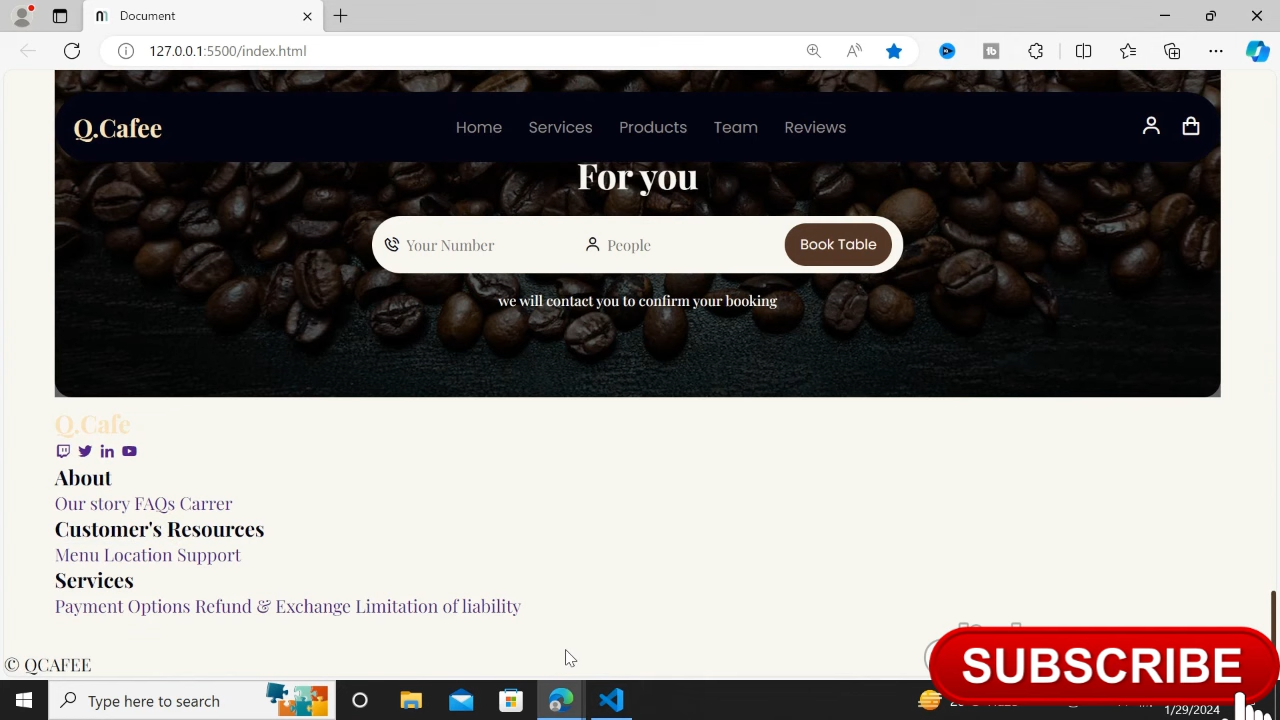 Document
127.0.0.1:5500/index.html
Q.Cafee
Home Services Products Team Reviews
For you
Your Number People Book Table
we will contact you to confirm your booking
Q.Cafe
About
Our story FAQs Carrer
Customer's Resources
Menu Location Support
Services
Payment Options Refund & Exchange Limitation of liability
© QCAFEE
SUBSCRIBE
Type here to search
1/29/2024